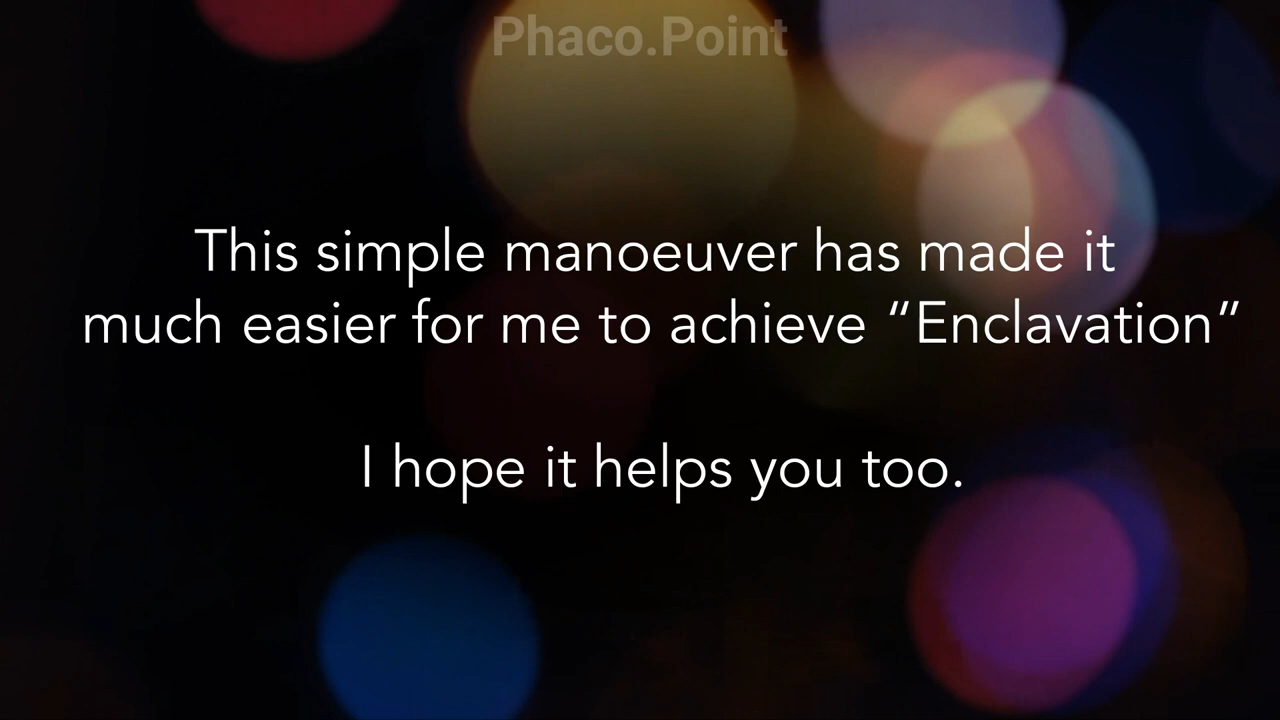 Phaco.Point
This simple manoeuver has made it
much easier for me to achieve “Enclavation”
I hope it helps you too.